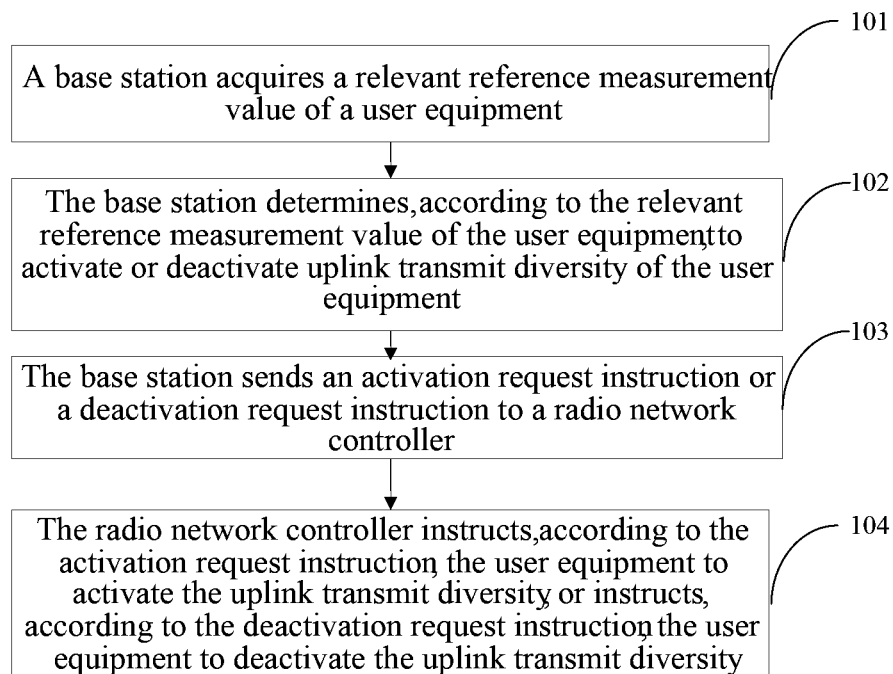 101
A base station acquires a relevant reference measurement
value of a user equipment
102
The base station determines,according to the relevant
reference measurement value of the user equipment,to
activate or deactivate uplink transmit diversity of the user
equipment
103
The base station sends an activation request instruction or
a deactivation request instruction to a radio network
controller
104
The radio network controller instructs,according to the
activation request instruction, the user equipment to
activate the uplink transmit diversity, or instructs,
according to the deactivation request instruction,the user
equipment to deactivate the uplink transmit diversity